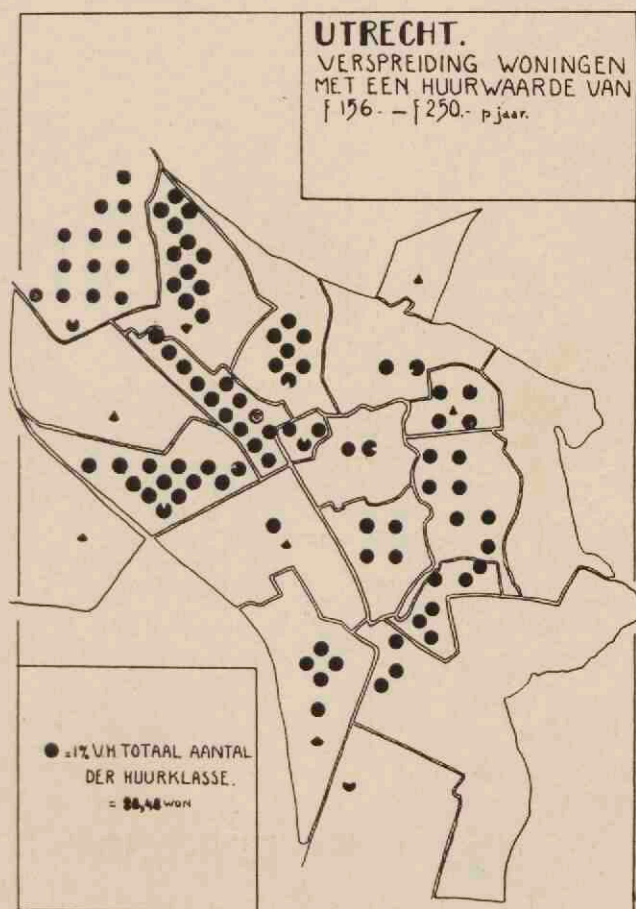 UTRECHT.
VERSPREIDING WONINGEN
MET EEN HUURWAARDE VAN
f 156.- — f 250.- p jaar.
= 1% V.H. TOTAAL AANTAL
DER HUURKLASSE.
= WON